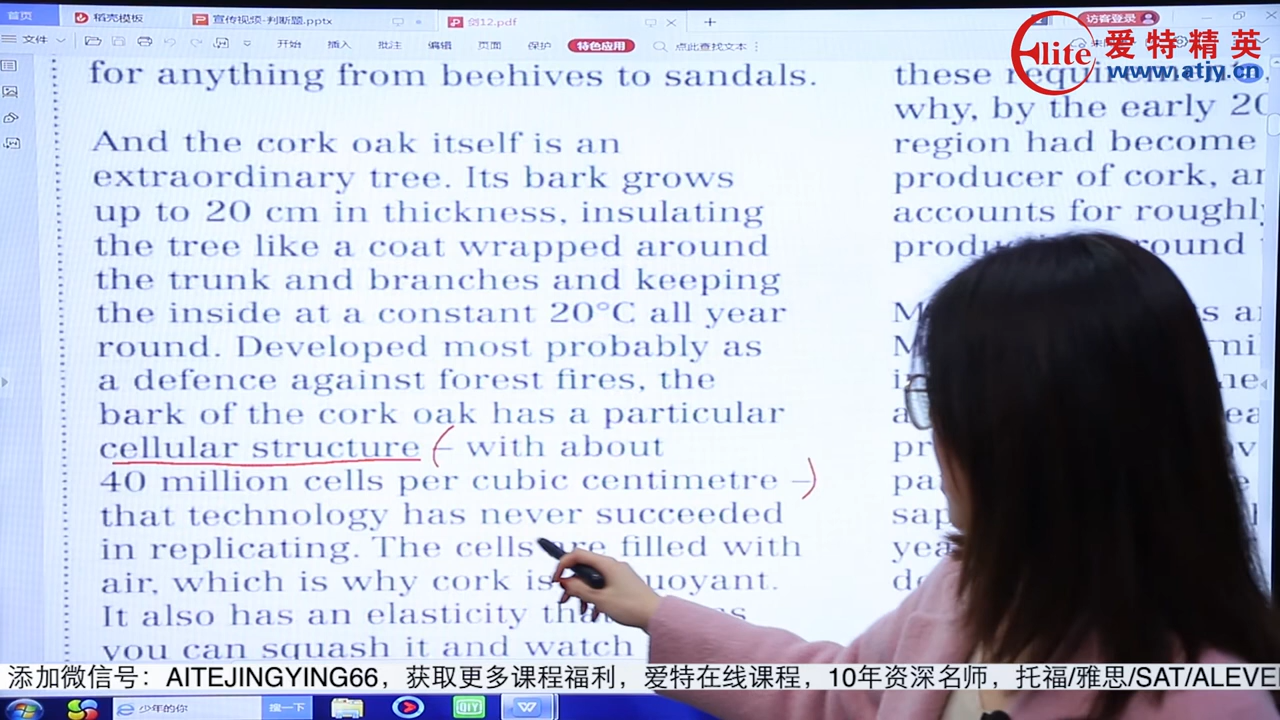 首页
稻壳模板
宣传视频-判断题.pptx
剑12.pdf
访客登录
文件
开始
插入
批注
编辑
页面
保护
特色应用
点此查找文本
Elite
爱特精英
www.atjy.cn
for anything from beehives to sandals.
And the cork oak itself is an
extraordinary tree. Its bark grows
up to 20 cm in thickness, insulating
the tree like a coat wrapped around
the trunk and branches and keeping
the inside at a constant 20°C all year
round. Developed most probably as
a defence against forest fires, the
bark of the cork oak has a particular
cellular structure – with about
40 million cells per cubic centimetre –
that technology has never succeeded
in replicating. The cells are filled with
air, which is why cork is buoyant.
It also has an elasticity
you can squash it and watch
these
why, by the early 20
region had become
producer of cork,
accounts for roughly
round
添加微信号：AITEJINGYING66，获取更多课程福利，爱特在线课程，10年资深名师，托福/雅思/SAT/ALEVE
少年的你
搜一下